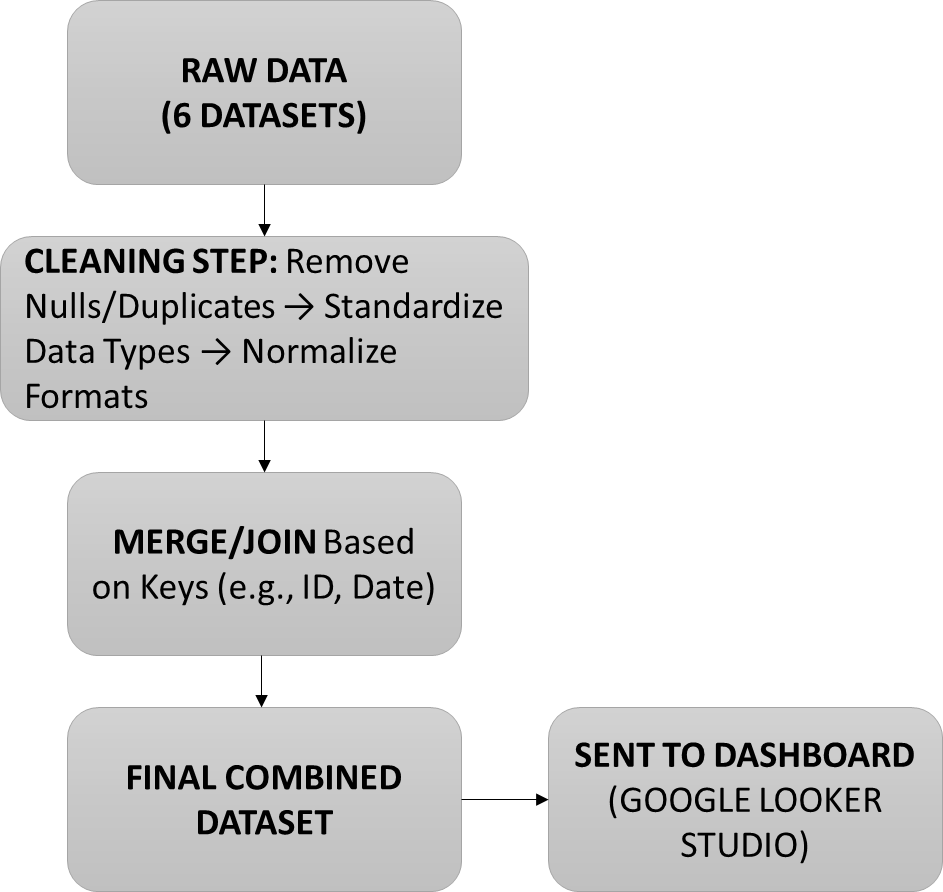 RAW DATA
(6 DATASETS)
CLEANING STEP: Remove
Nulls/Duplicates → Standardize
Data Types → Normalize
Formats
MERGE/JOIN Based
on Keys (e.g., ID, Date)
FINAL COMBINED
DATASET
SENT TO DASHBOARD
(GOOGLE LOOKER
STUDIO)